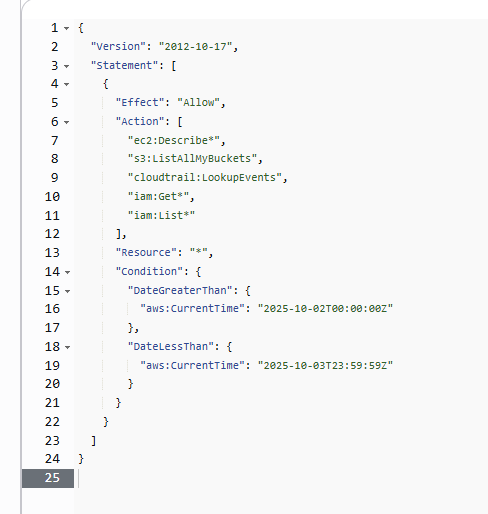 1 {
2 "Version": "2012-10-17",
3 "Statement": [
4 {
5 "Effect": "Allow",
6 "Action": [
7 "ec2:Describe*",
8 "s3:ListAllMyBuckets",
9 "cloudtrail:LookupEvents",
10 "iam:Get*",
11 "iam:List*"
12 ],
13 "Resource": "*",
14 "Condition": {
15 "DateGreaterThan": {
16 "aws:CurrentTime": "2025-10-02T00:00:00Z"
17 },
18 "DateLessThan": {
19 "aws:CurrentTime": "2025-10-03T23:59:59Z"
20 }
21 }
22 }
23 ]
24 }
25